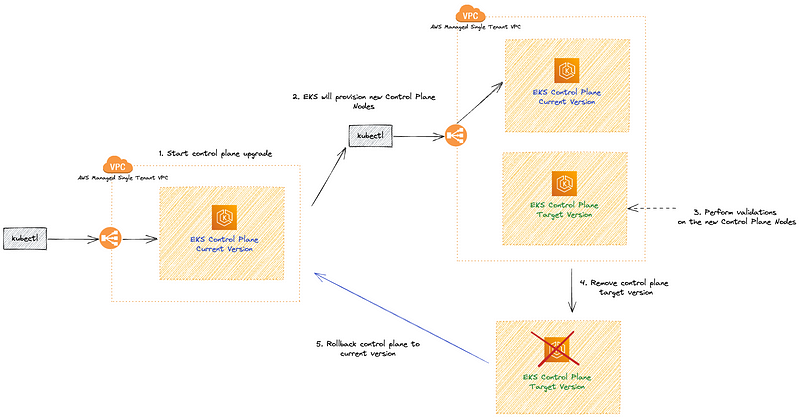 VPC
AWS Managed Single Tenant VPC
EKS Control Plane
Current Version
2. EKS will provision new Control Plane
Nodes
kubectl
1. Start control plane upgrade
VPC
AWS Managed Single Tenant VPC
EKS Control Plane
Target Version
3. Perform validations
on the new Control Plane Nodes
kubectl
EKS Control Plane
Current Version
4. Remove control plane
target version
5. Rollback control plane to
current version
EKS Control Plane
Target Version